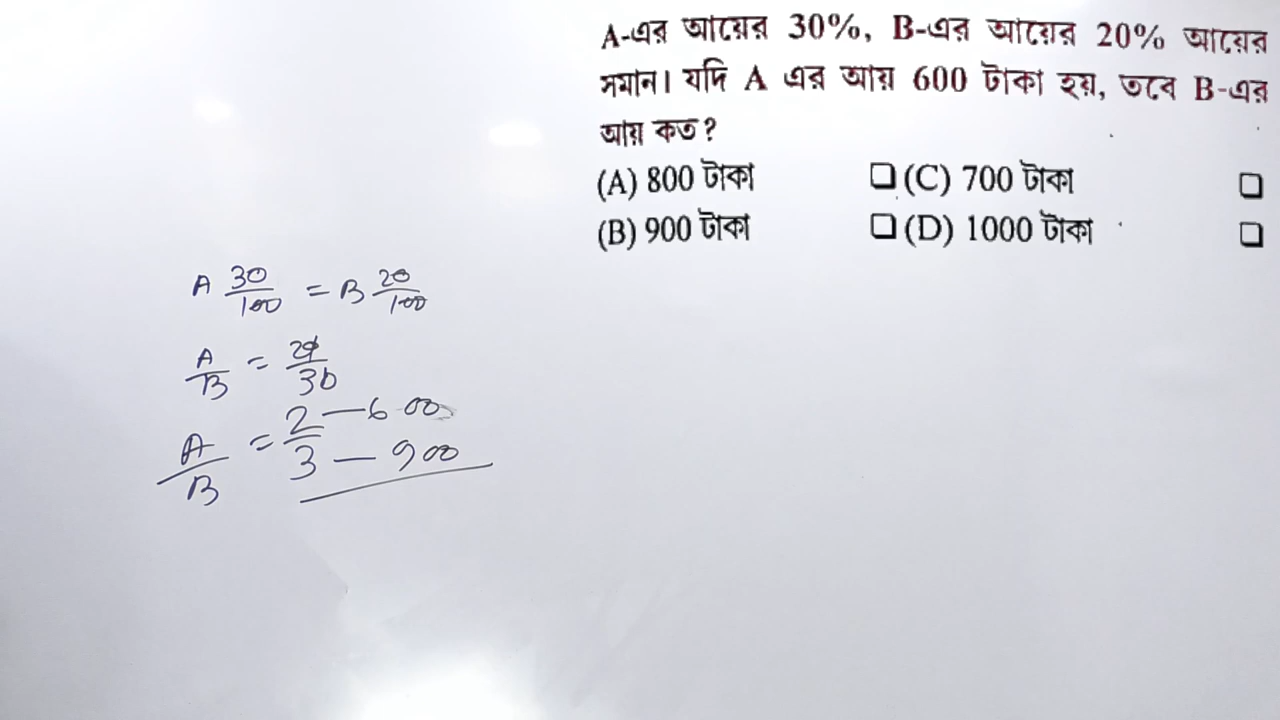 A-এর আয়ের 30%, B-এর আয়ের 20% আয়ের
সমান। যদি A এর আয় 600 টাকা হয়, তবে B-এর
আয় কত?
(A) 800 টাকা ☐ (C) 700 টাকা ☐
(B) 900 টাকা ☐ (D) 1000 টাকা ☐
A 30/100 = B 20/100
A/B = 20/30
A/B = 2/3 — 600
— 900